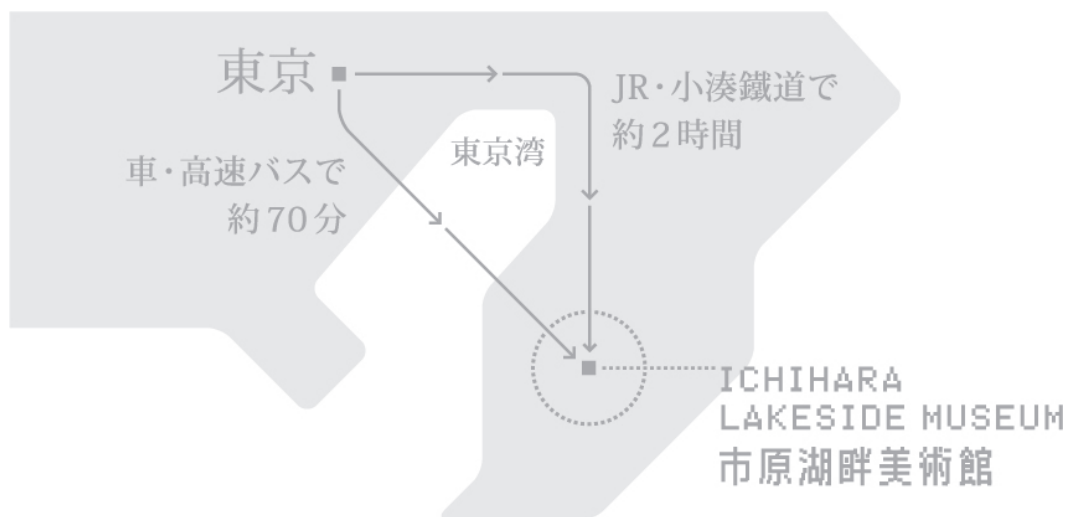 東京
JR・小湊鐵道で
約2時間
東京湾
車・高速バスで
約70分
ICHIHARA
LAKESIDE MUSEUM
市原湖畔美術館